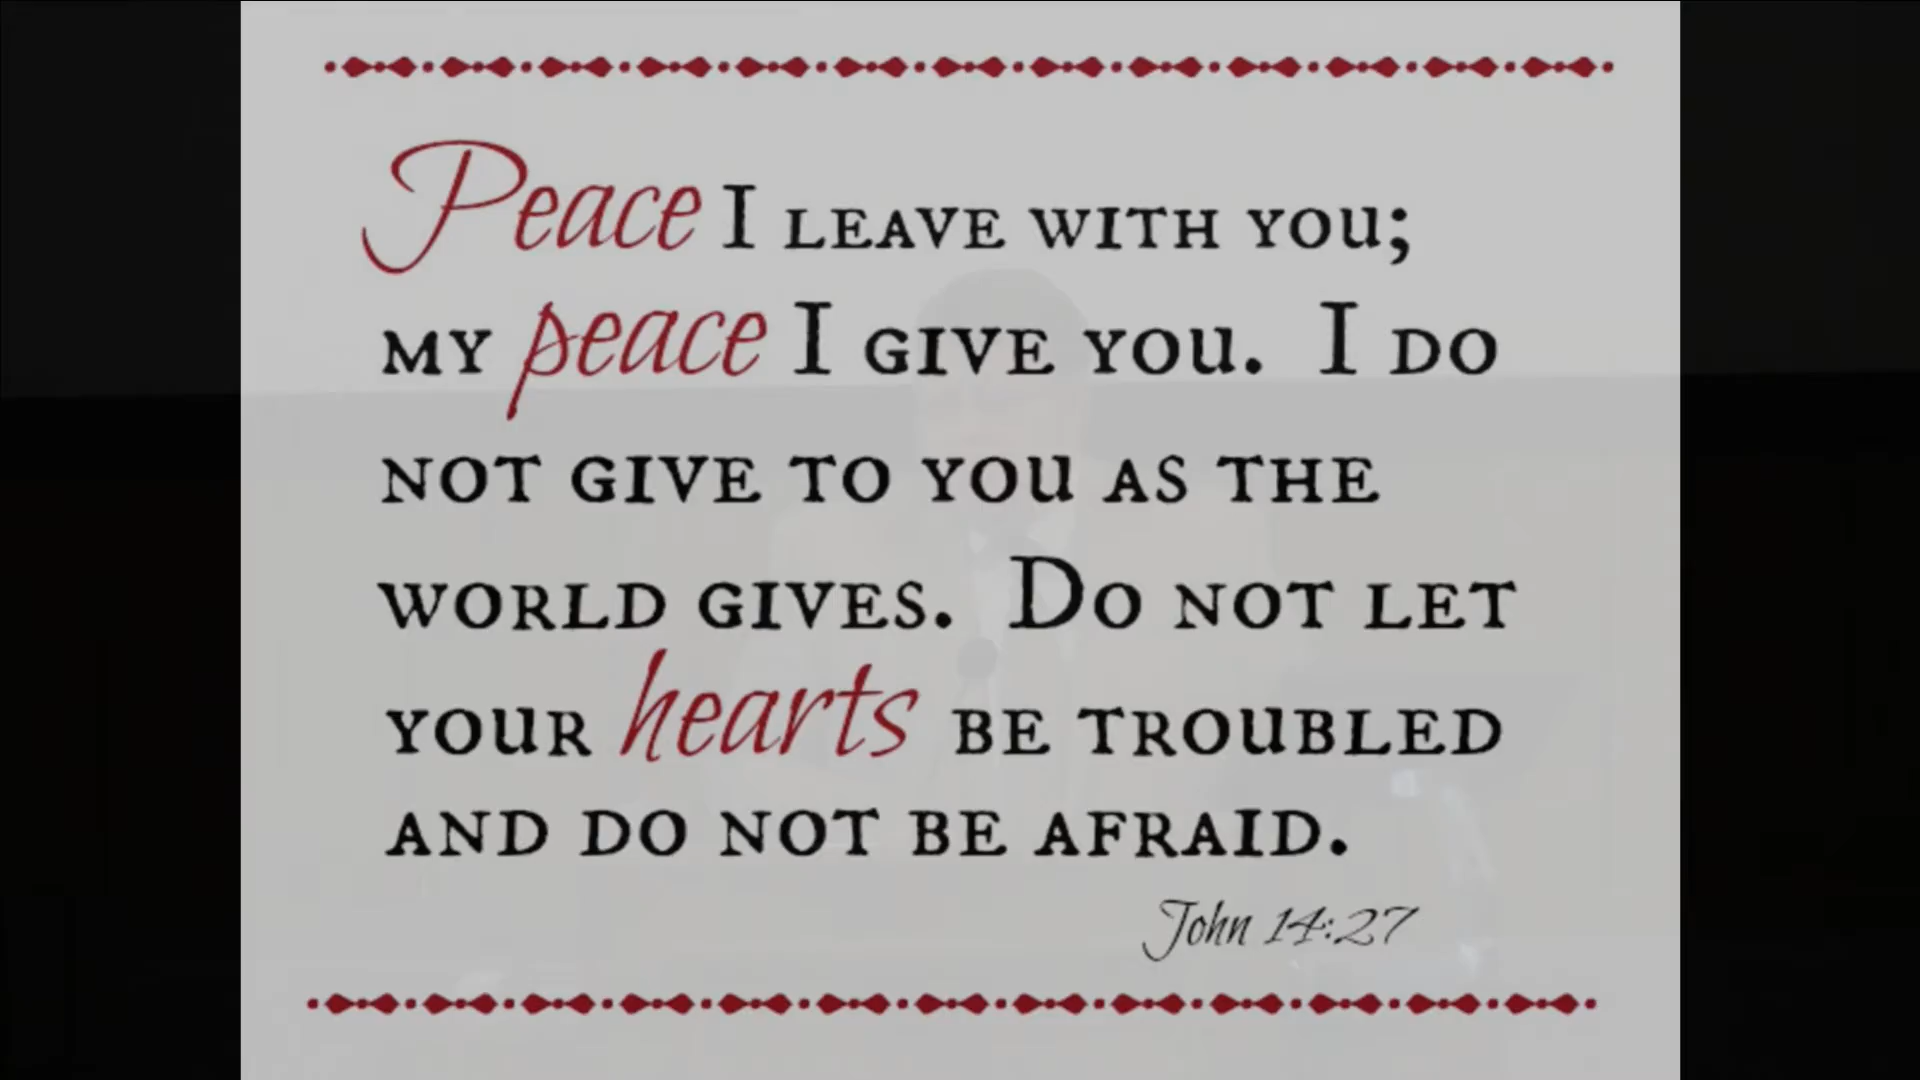 Peace I LEAVE WITH YOU;
MY peace I GIVE YOU. I DO
NOT GIVE TO YOU AS THE
WORLD GIVES. DO NOT LET
YOUR hearts BE TROUBLED
AND DO NOT BE AFRAID.
John 14:27